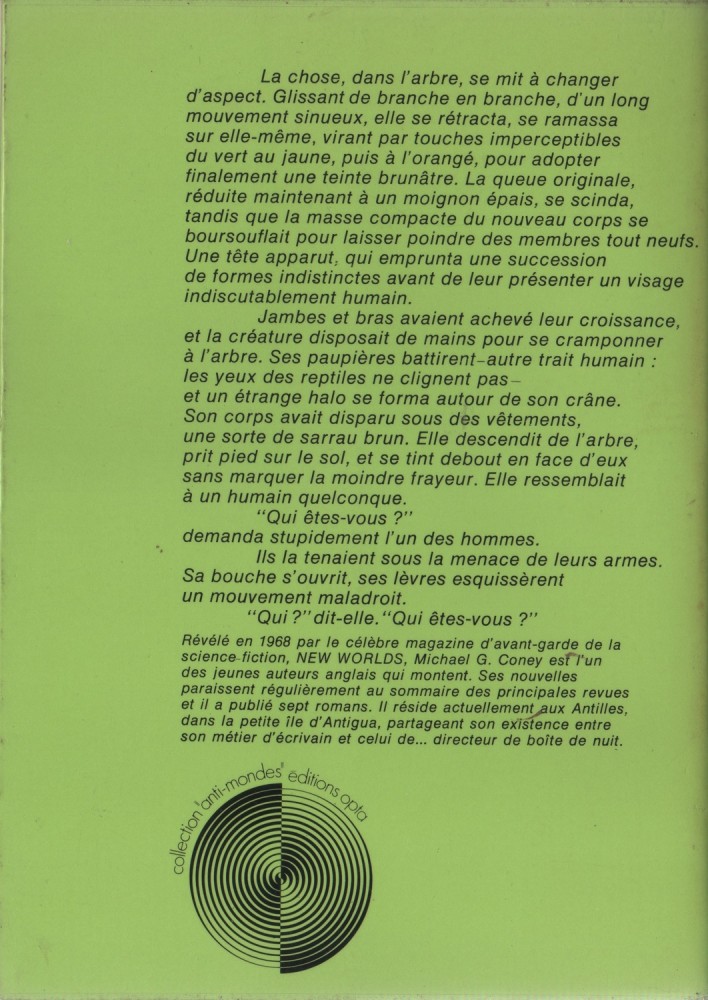 La chose, dans l'arbre, se mit à changer
d'aspect. Glissant de branche en branche, d'un long
mouvement sinueux, elle se rétracta, se ramassa
sur elle-même, virant par touches imperceptibles
du vert au jaune, puis à l'orangé, pour adopter
finalement une teinte brunâtre. La queue originale,
réduite maintenant à un moignon épais, se scinda,
tandis que la masse compacte du nouveau corps se
boursouflait pour laisser poindre des membres tout neufs.
Une tête apparut, qui emprunta une succession
de formes indistinctes avant de leur présenter un visage
indiscutablement humain.
Jambes et bras avaient achevé leur croissance,
et la créature disposait de mains pour se cramponner
à l'arbre. Ses paupières battirent–autre trait humain :
les yeux des reptiles ne clignent pas–
et un étrange halo se forma autour de son crâne.
Son corps avait disparu sous des vêtements,
une sorte de sarrau brun. Elle descendit de l'arbre,
prit pied sur le sol, et se tint debout en face d'eux
sans marquer la moindre frayeur. Elle ressemblait
à un humain quelconque.
"Qui êtes-vous ?"
demanda stupidement l'un des hommes.
Ils la tenaient sous la menace de leurs armes.
Sa bouche s'ouvrit, ses lèvres esquissèrent
un mouvement maladroit.
"Qui ?" dit-elle. "Qui êtes-vous ?"
Révélé en 1968 par le célèbre magazine d'avant-garde de la
science-fiction, NEW WORLDS, Michael G. Coney est l'un
des jeunes auteurs anglais qui montent. Ses nouvelles
paraissent régulièrement au sommaire des principales revues
et il a publié sept romans. Il réside actuellement aux Antilles,
dans la petite île d'Antigua, partageant son existence entre
son métier d'écrivain et celui de... directeur de boîte de nuit.
collection "anti-mondes" éditions opta